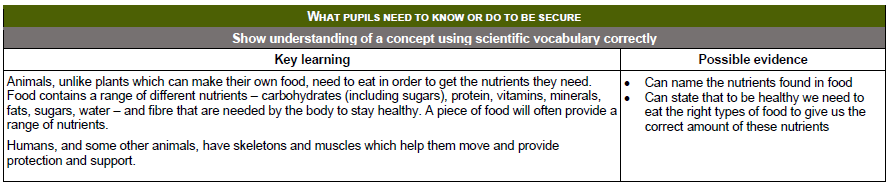 WHAT PUPILS NEED TO KNOW OR DO TO BE SECURE
Show understanding of a concept using scientific vocabulary correctly
Key learning
Animals, unlike plants which can make their own food, need to eat in order to get the nutrients they need.
Food contains a range of different nutrients – carbohydrates (including sugars), protein, vitamins, minerals,
fats, sugars, water – and fibre that are needed by the body to stay healthy. A piece of food will often provide a
range of nutrients.
Humans, and some other animals, have skeletons and muscles which help them move and provide
protection and support.
Possible evidence
• Can name the nutrients found in food
• Can state that to be healthy we need to
eat the right types of food to give us the
correct amount of these nutrients